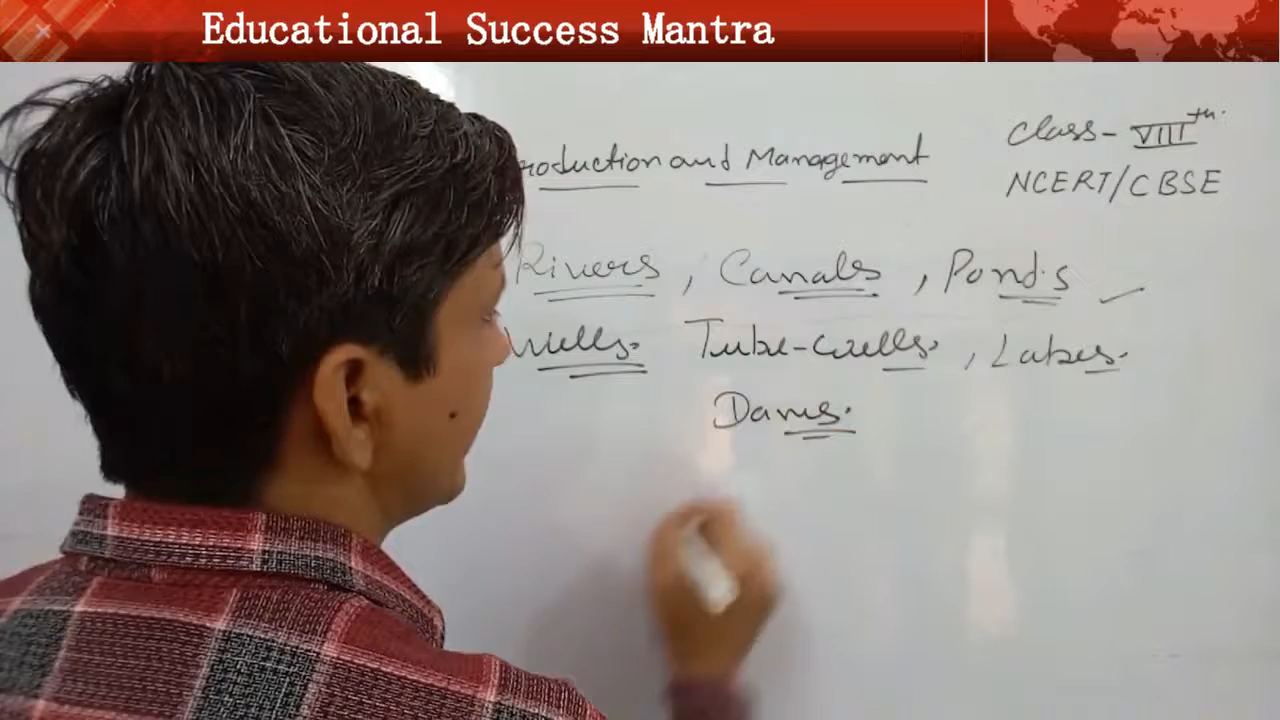 Educational Success Mantra
roduction and Management
Class - VIIIth.
NCERT/CBSE
Rivers, Canals, Ponds
Wells. Tube-wells., Lakes.
Dams.